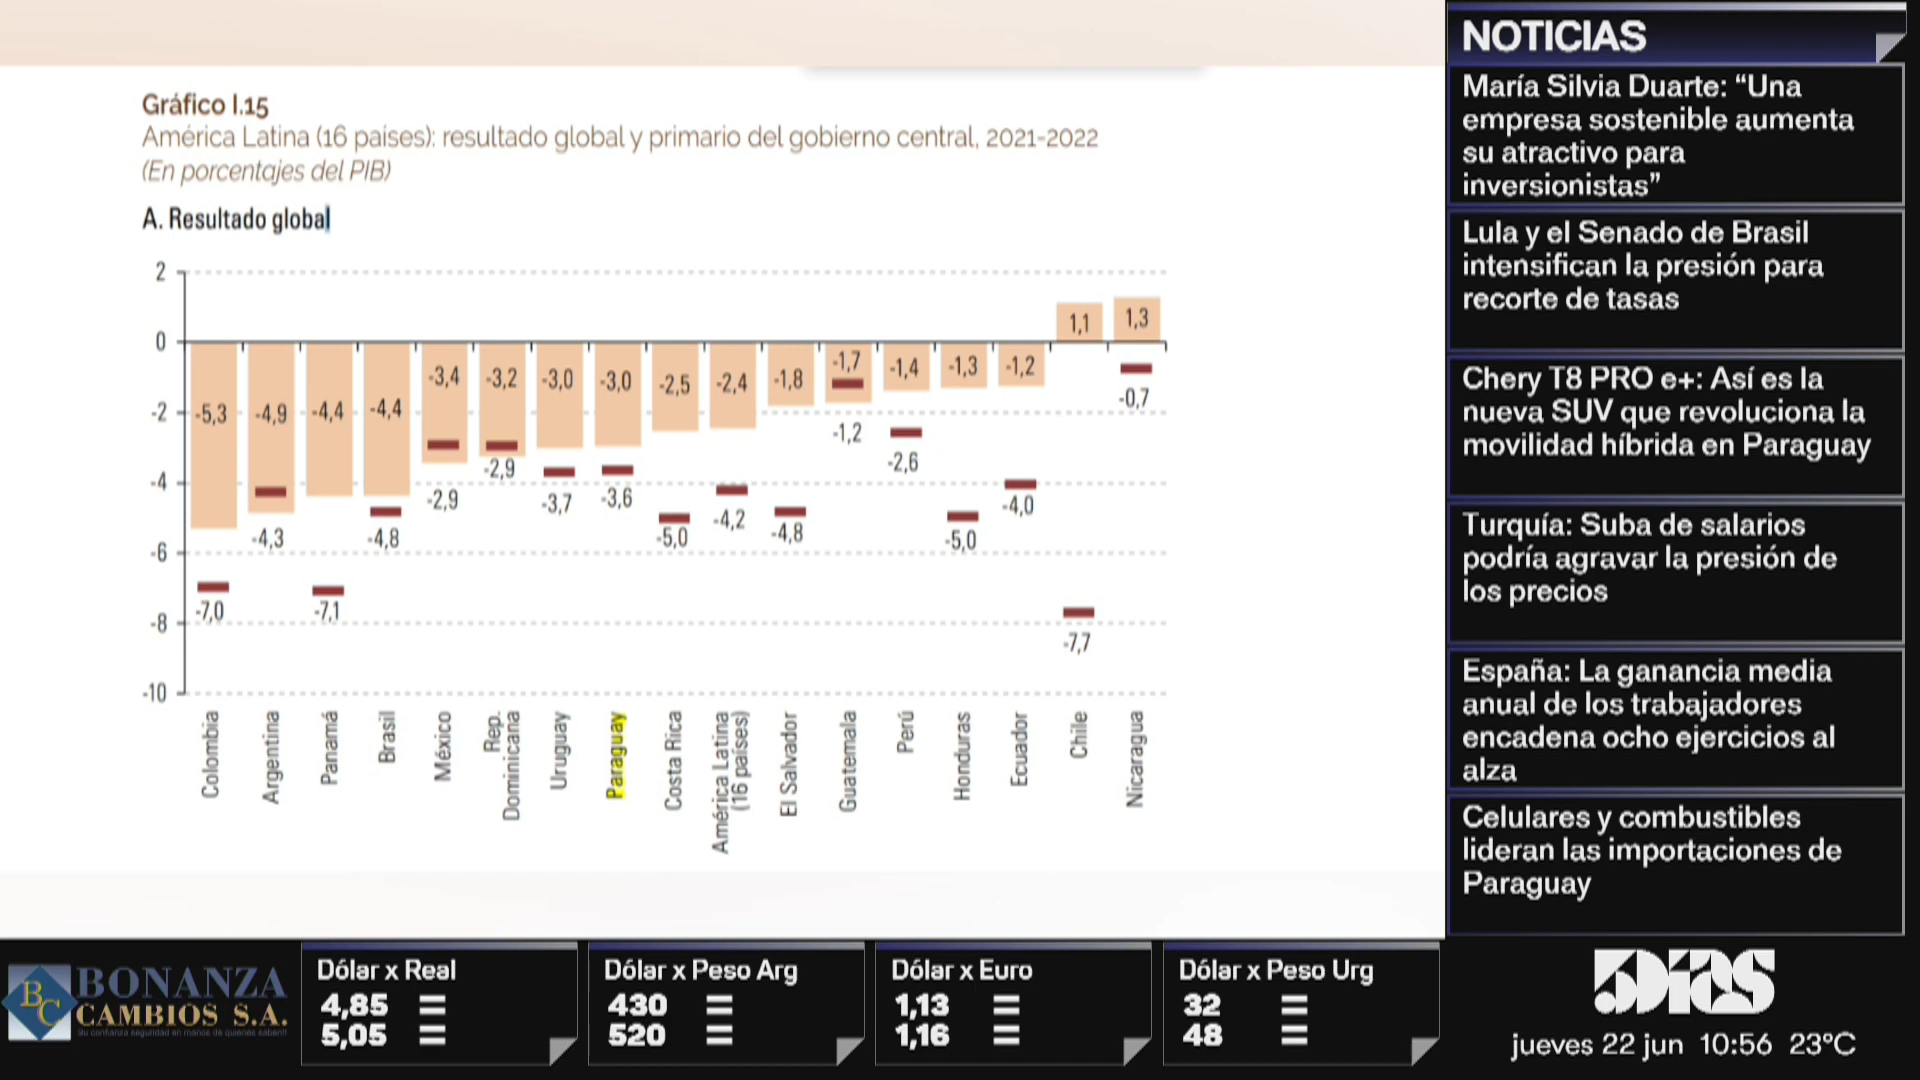 Gráfico I.15
América Latina (16 países): resultado global y primario del gobierno central, 2021-2022
(En porcentajes del PIB)
A. Resultado global
2
0
-2
-4
-6
-8
-10
-5,3
-4,9
-4,4
-4,4
-3,4
-3,2
-3,0
-3,0
-2,5
-2,4
-1,8
-1,7
-1,4
-1,3
-1,2
1,1
1,3
-7,0
-4,3
-7,1
-4,8
-2,9
-2,9
-3,7
-3,6
-5,0
-4,2
-4,8
-1,2
-2,6
-5,0
-4,0
-7,7
-0,7
Colombia
Argentina
Panamá
Brasil
México
Rep.
Dominicana
Uruguay
Paraguay
Costa Rica
América Latina
(16 países)
El Salvador
Guatemala
Perú
Honduras
Ecuador
Chile
Nicaragua
NOTICIAS
María Silvia Duarte: “Una
empresa sostenible aumenta
su atractivo para
inversionistas”
Lula y el Senado de Brasil
intensifican la presión para
recorte de tasas
Chery T8 PRO e+: Así es la
nueva SUV que revoluciona la
movilidad híbrida en Paraguay
Turquía: Suba de salarios
podría agravar la presión de
los precios
España: La ganancia media
anual de los trabajadores
encadena ocho ejercicios al
alza
Celulares y combustibles
lideran las importaciones de
Paraguay
BC
BONANZA
CAMBIOS S.A.
Su confianza seguridad en manos de quienes saben!!
Dólar x Real
4,85
5,05
Dólar x Peso Arg
430
520
Dólar x Euro
1,13
1,16
Dólar x Peso Urg
32
48
5DÍAS
jueves 22 jun 10:56 23°C